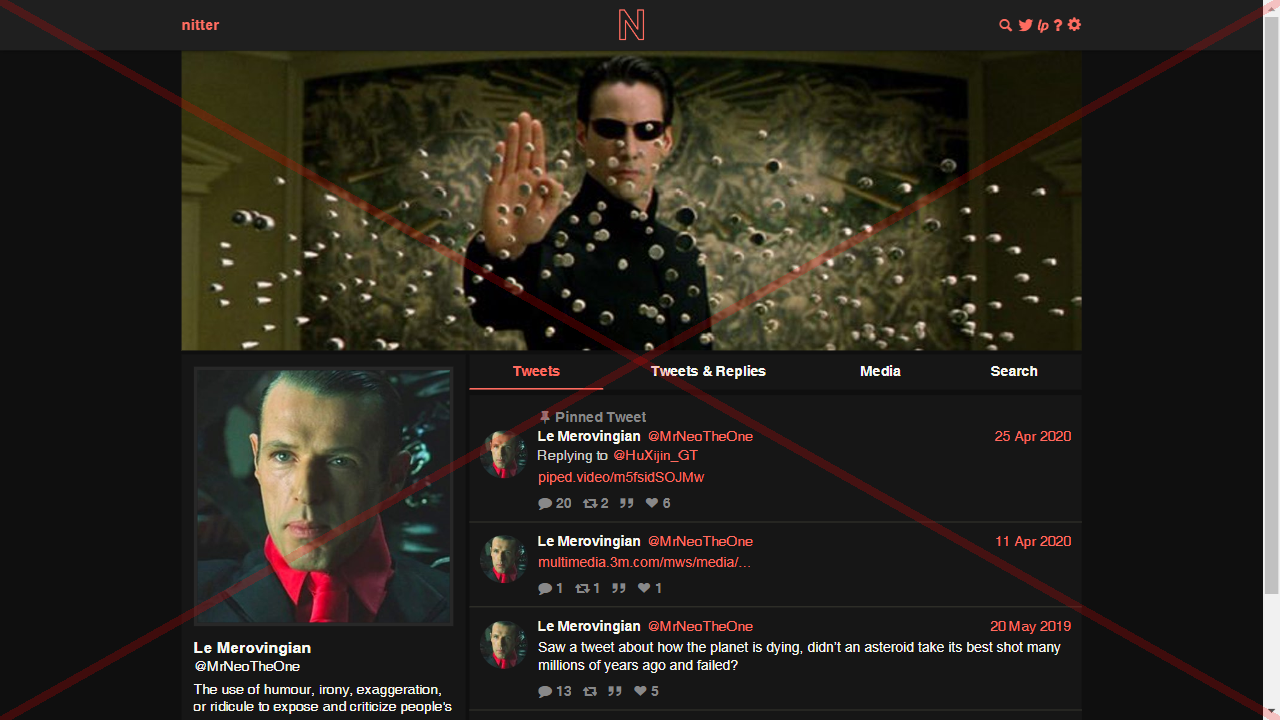 nitter
N
lp ?
Tweets Tweets & Replies Media Search
Pinned Tweet
Le Merovingian @MrNeoTheOne 25 Apr 2020
Replying to @HuXijin_GT
piped.video/m5fsidSOJMw
20 2 6
Le Merovingian @MrNeoTheOne 11 Apr 2020
multimedia.3m.com/mws/media/…
1 1 1
Le Merovingian @MrNeoTheOne 20 May 2019
Saw a tweet about how the planet is dying, didn't an asteroid take its best shot many
millions of years ago and failed?
13 5
Le Merovingian
@MrNeoTheOne
The use of humour, irony, exaggeration,
or ridicule to expose and criticize people's